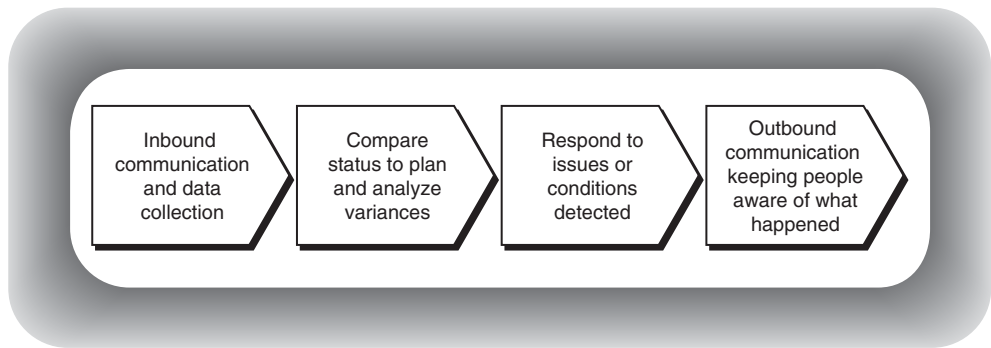 Inbound
communication
and data
collection
Compare
status to plan
and analyze
variances
Respond to
issues or
conditions
detected
Outbound
communication
keeping people
aware of what
happened